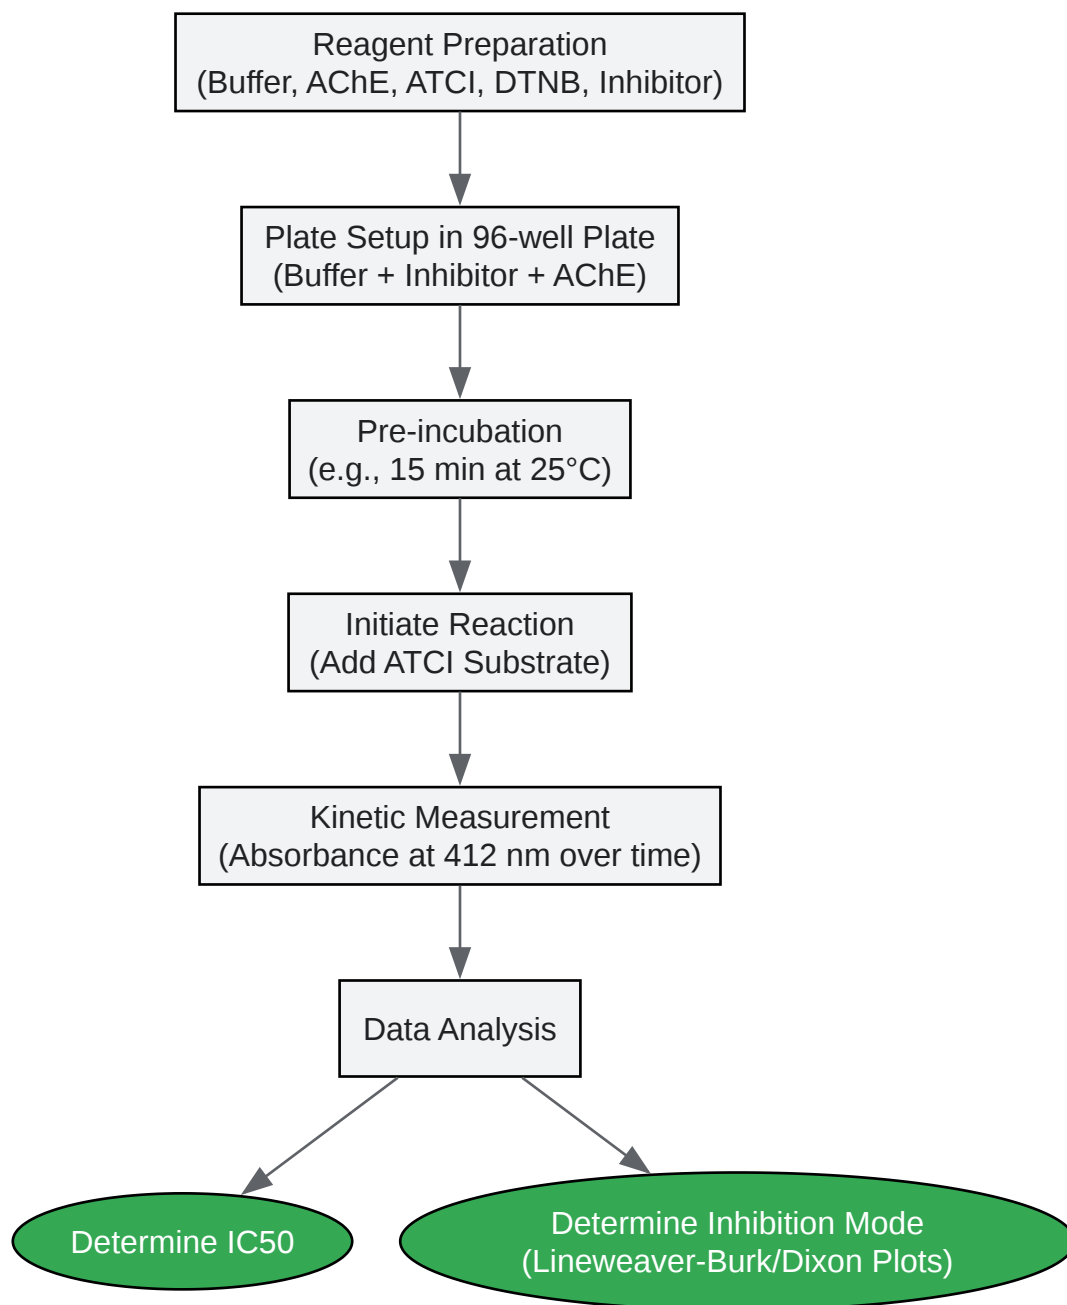 Reagent Preparation
(Buffer, AChE, ATCI, DTNB, Inhibitor)
Plate Setup in 96-well Plate
(Buffer + Inhibitor + AChE)
Pre-incubation
(e.g., 15 min at 25°C)
Initiate Reaction
(Add ATCI Substrate)
Kinetic Measurement
(Absorbance at 412 nm over time)
Data Analysis
Determine IC50
Determine Inhibition Mode
(Lineweaver-Burk/Dixon Plots)